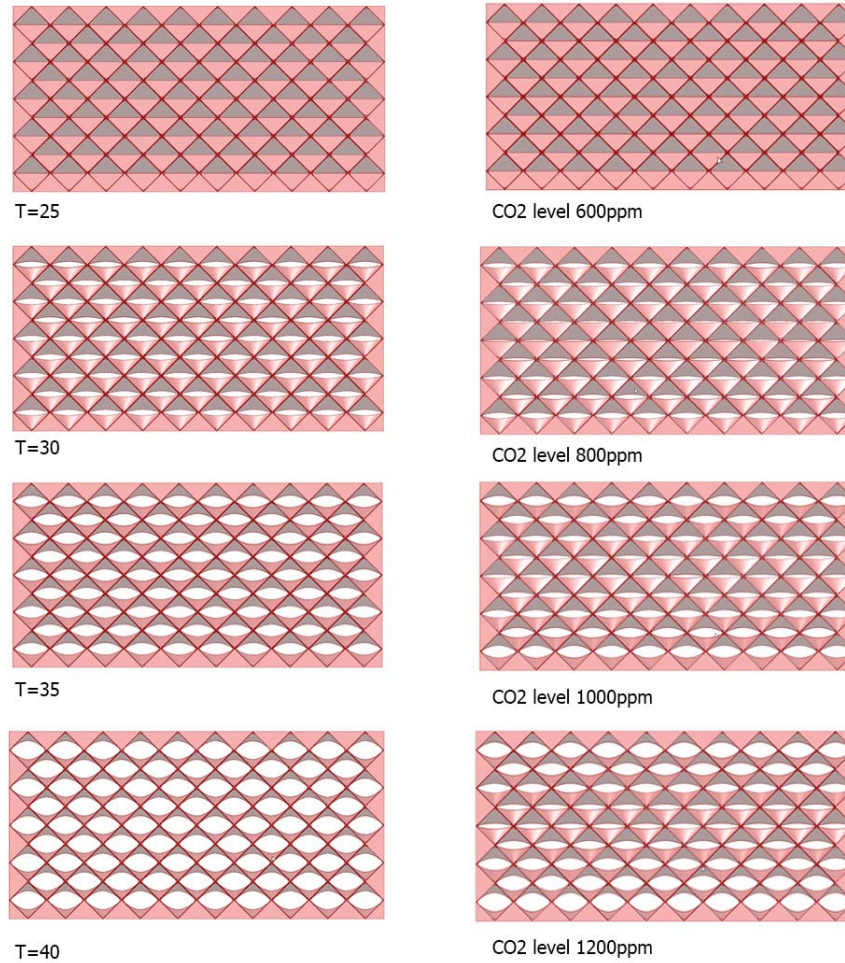 T=25
CO2 level 600ppm
T=30
CO2 level 800ppm
T=35
CO2 level 1000ppm
T=40
CO2 level 1200ppm